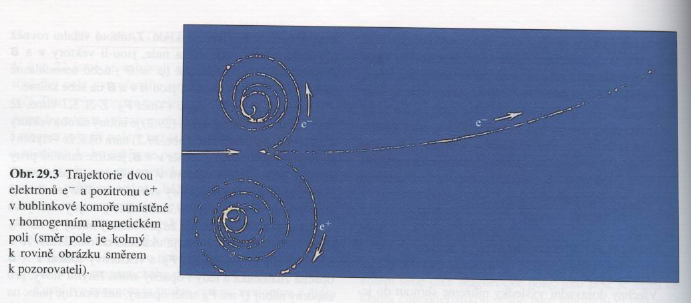 e⁻
e⁻
e⁺
Obr. 29.3 Trajektorie dvou
elektronů e⁻ a pozitronu e⁺
v bublinkové komoře umístěné
v homogenním magnetickém
poli (směr pole je kolmý
k rovině obrázku směrem
k pozorovateli).